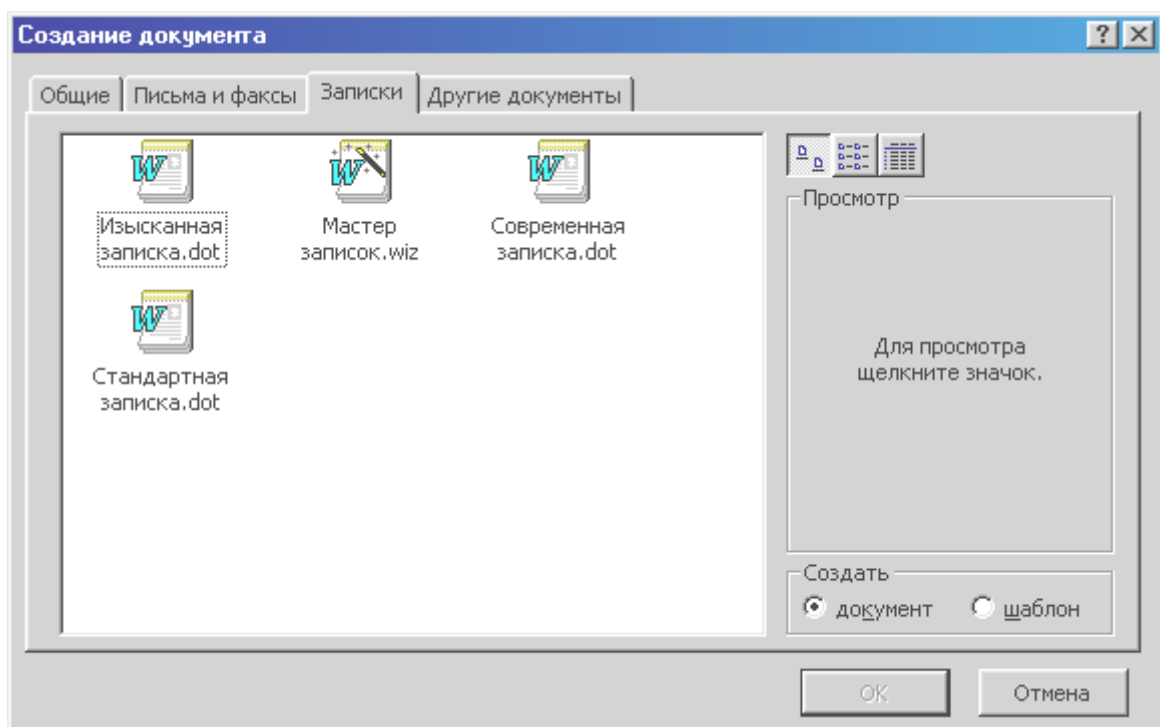 Создание документа
Общие Письма и факсы Записки Другие документы
Изысканная
записка.dot
Мастер
записок.wiz
Современная
записка.dot
Стандартная
записка.dot
Просмотр
Для просмотра
щелкните значок.
Создать
документ шаблон
OK Отмена